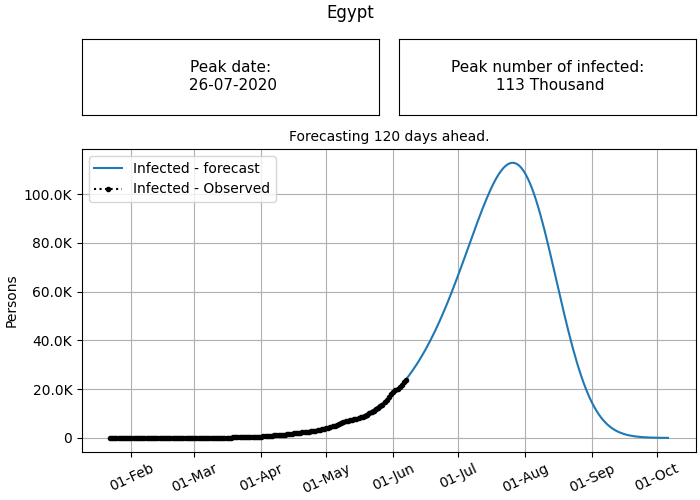 Egypt
Peak date:
26-07-2020
Peak number of infected:
113 Thousand
Forecasting 120 days ahead.
Infected - forecast
Infected - Observed
Persons
100.0K
80.0K
60.0K
40.0K
20.0K
0
01-Feb
01-Mar
01-Apr
01-May
01-Jun
01-Jul
01-Aug
01-Sep
01-Oct